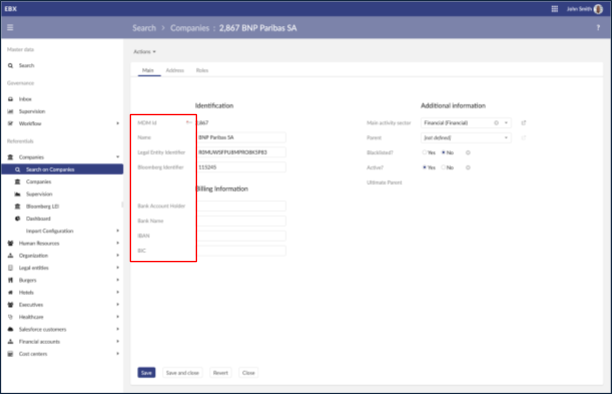 EBX
John Smith
Search > Companies : 2,867 BNP Paribas SA
?
Master data
Search
Governance
Inbox
Supervision
Workflow
Referentials
Companies
Search on Companies
Companies
Supervision
Bloomberg LEI
Dashboard
Import Configuration
Human Resources
Organization
Legal entities
Burgers
Hotels
Executives
Healthcare
Salesforce customers
Financial accounts
Cost centers
Actions
Main Address Roles
Identification
MDM Id 2,867
Name BNP Paribas SA
Legal Entity Identifier R0MUWSFPU8MPRO8K5P83
Bloomberg Identifier 115245
Billing Information
Bank Account Holder
Bank Name
IBAN
BIC
Additional information
Main activity sector Financial (Financial)
Parent [not defined]
Blacklisted? Yes No
Active? Yes No
Ultimate Parent
Save Save and close Revert Close